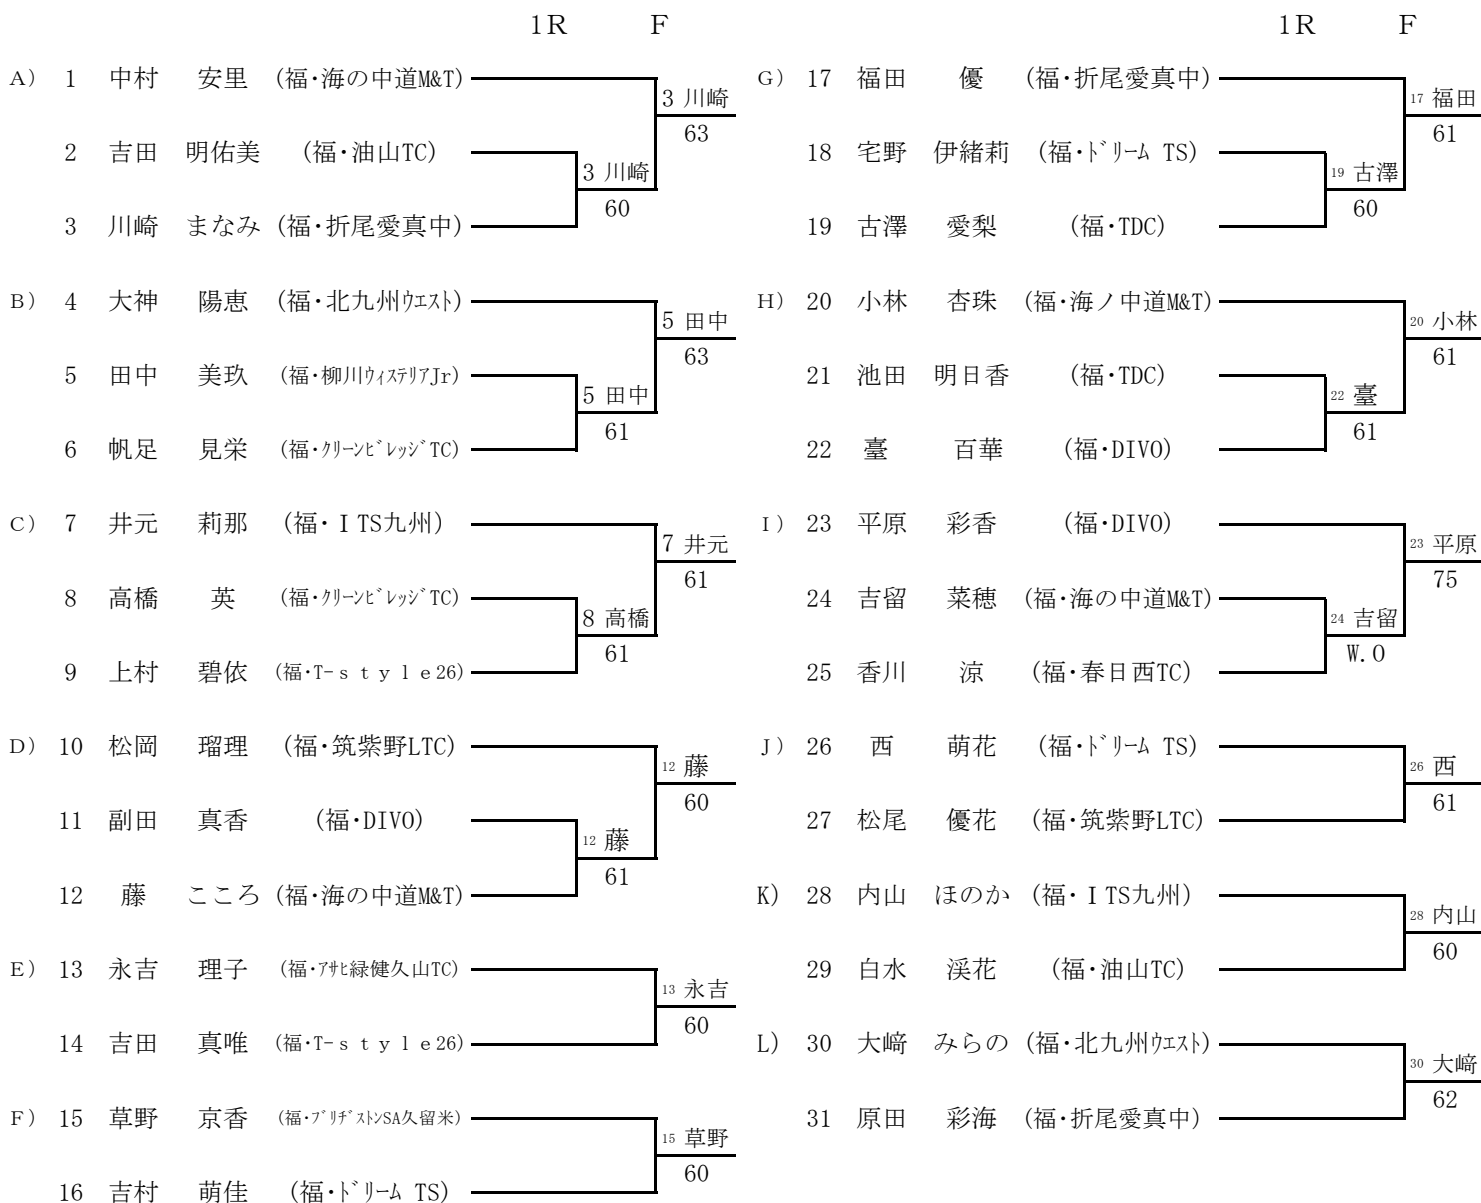 1R F
A) 1 中村 安里 (福・海の中道M&T)
3 川崎
63
2 吉田 明佑美 (福・油山TC)
3 川崎
60
3 川崎 まなみ (福・折尾愛真中)
B) 4 大神 陽恵 (福・北九州ｳｴｽﾄ)
5 田中
63
5 田中 美玖 (福・柳川ｳｨｽﾃﾘｱJr)
5 田中
61
6 帆足 見栄 (福・ｸﾘｰﾝﾋﾞﾚｯｼﾞTC)
C) 7 井元 莉那 (福・ＩTS九州)
7 井元
61
8 高橋 英 (福・ｸﾘｰﾝﾋﾞﾚｯｼﾞTC)
8 高橋
61
9 上村 碧依 (福・T-ｓｔｙｌｅ26)
D) 10 松岡 瑠理 (福・筑紫野LTC)
12 藤
60
11 副田 真香 (福・DIVO)
12 藤
61
12 藤 こころ (福・海の中道M&T)
E) 13 永吉 理子 (福・ｱｻﾋ緑健久山TC)
13 永吉
60
14 吉田 真唯 (福・T-ｓｔｙｌｅ26)
F) 15 草野 京香 (福・ﾌﾞﾘﾁﾞｽﾄﾝSA久留米)
15 草野
60
16 吉村 萌佳 (福・ﾄﾞﾘｰﾑ TS)
1R F
G) 17 福田 優 (福・折尾愛真中)
17 福田
61
18 宅野 伊緒莉 (福・ﾄﾞﾘｰﾑ TS)
19 古澤
60
19 古澤 愛梨 (福・TDC)
H) 20 小林 杏珠 (福・海ノ中道M&T)
20 小林
61
21 池田 明日香 (福・TDC)
22 臺
61
22 臺 百華 (福・DIVO)
I) 23 平原 彩香 (福・DIVO)
23 平原
75
24 吉留 菜穂 (福・海の中道M&T)
24 吉留
W.O
25 香川 涼 (福・春日西TC)
J) 26 西 萌花 (福・ﾄﾞﾘｰﾑ TS)
26 西
61
27 松尾 優花 (福・筑紫野LTC)
K) 28 内山 ほのか (福・ＩTS九州)
28 内山
60
29 白水 渓花 (福・油山TC)
L) 30 大﨑 みらの (福・北九州ｳｴｽﾄ)
30 大﨑
62
31 原田 彩海 (福・折尾愛真中)